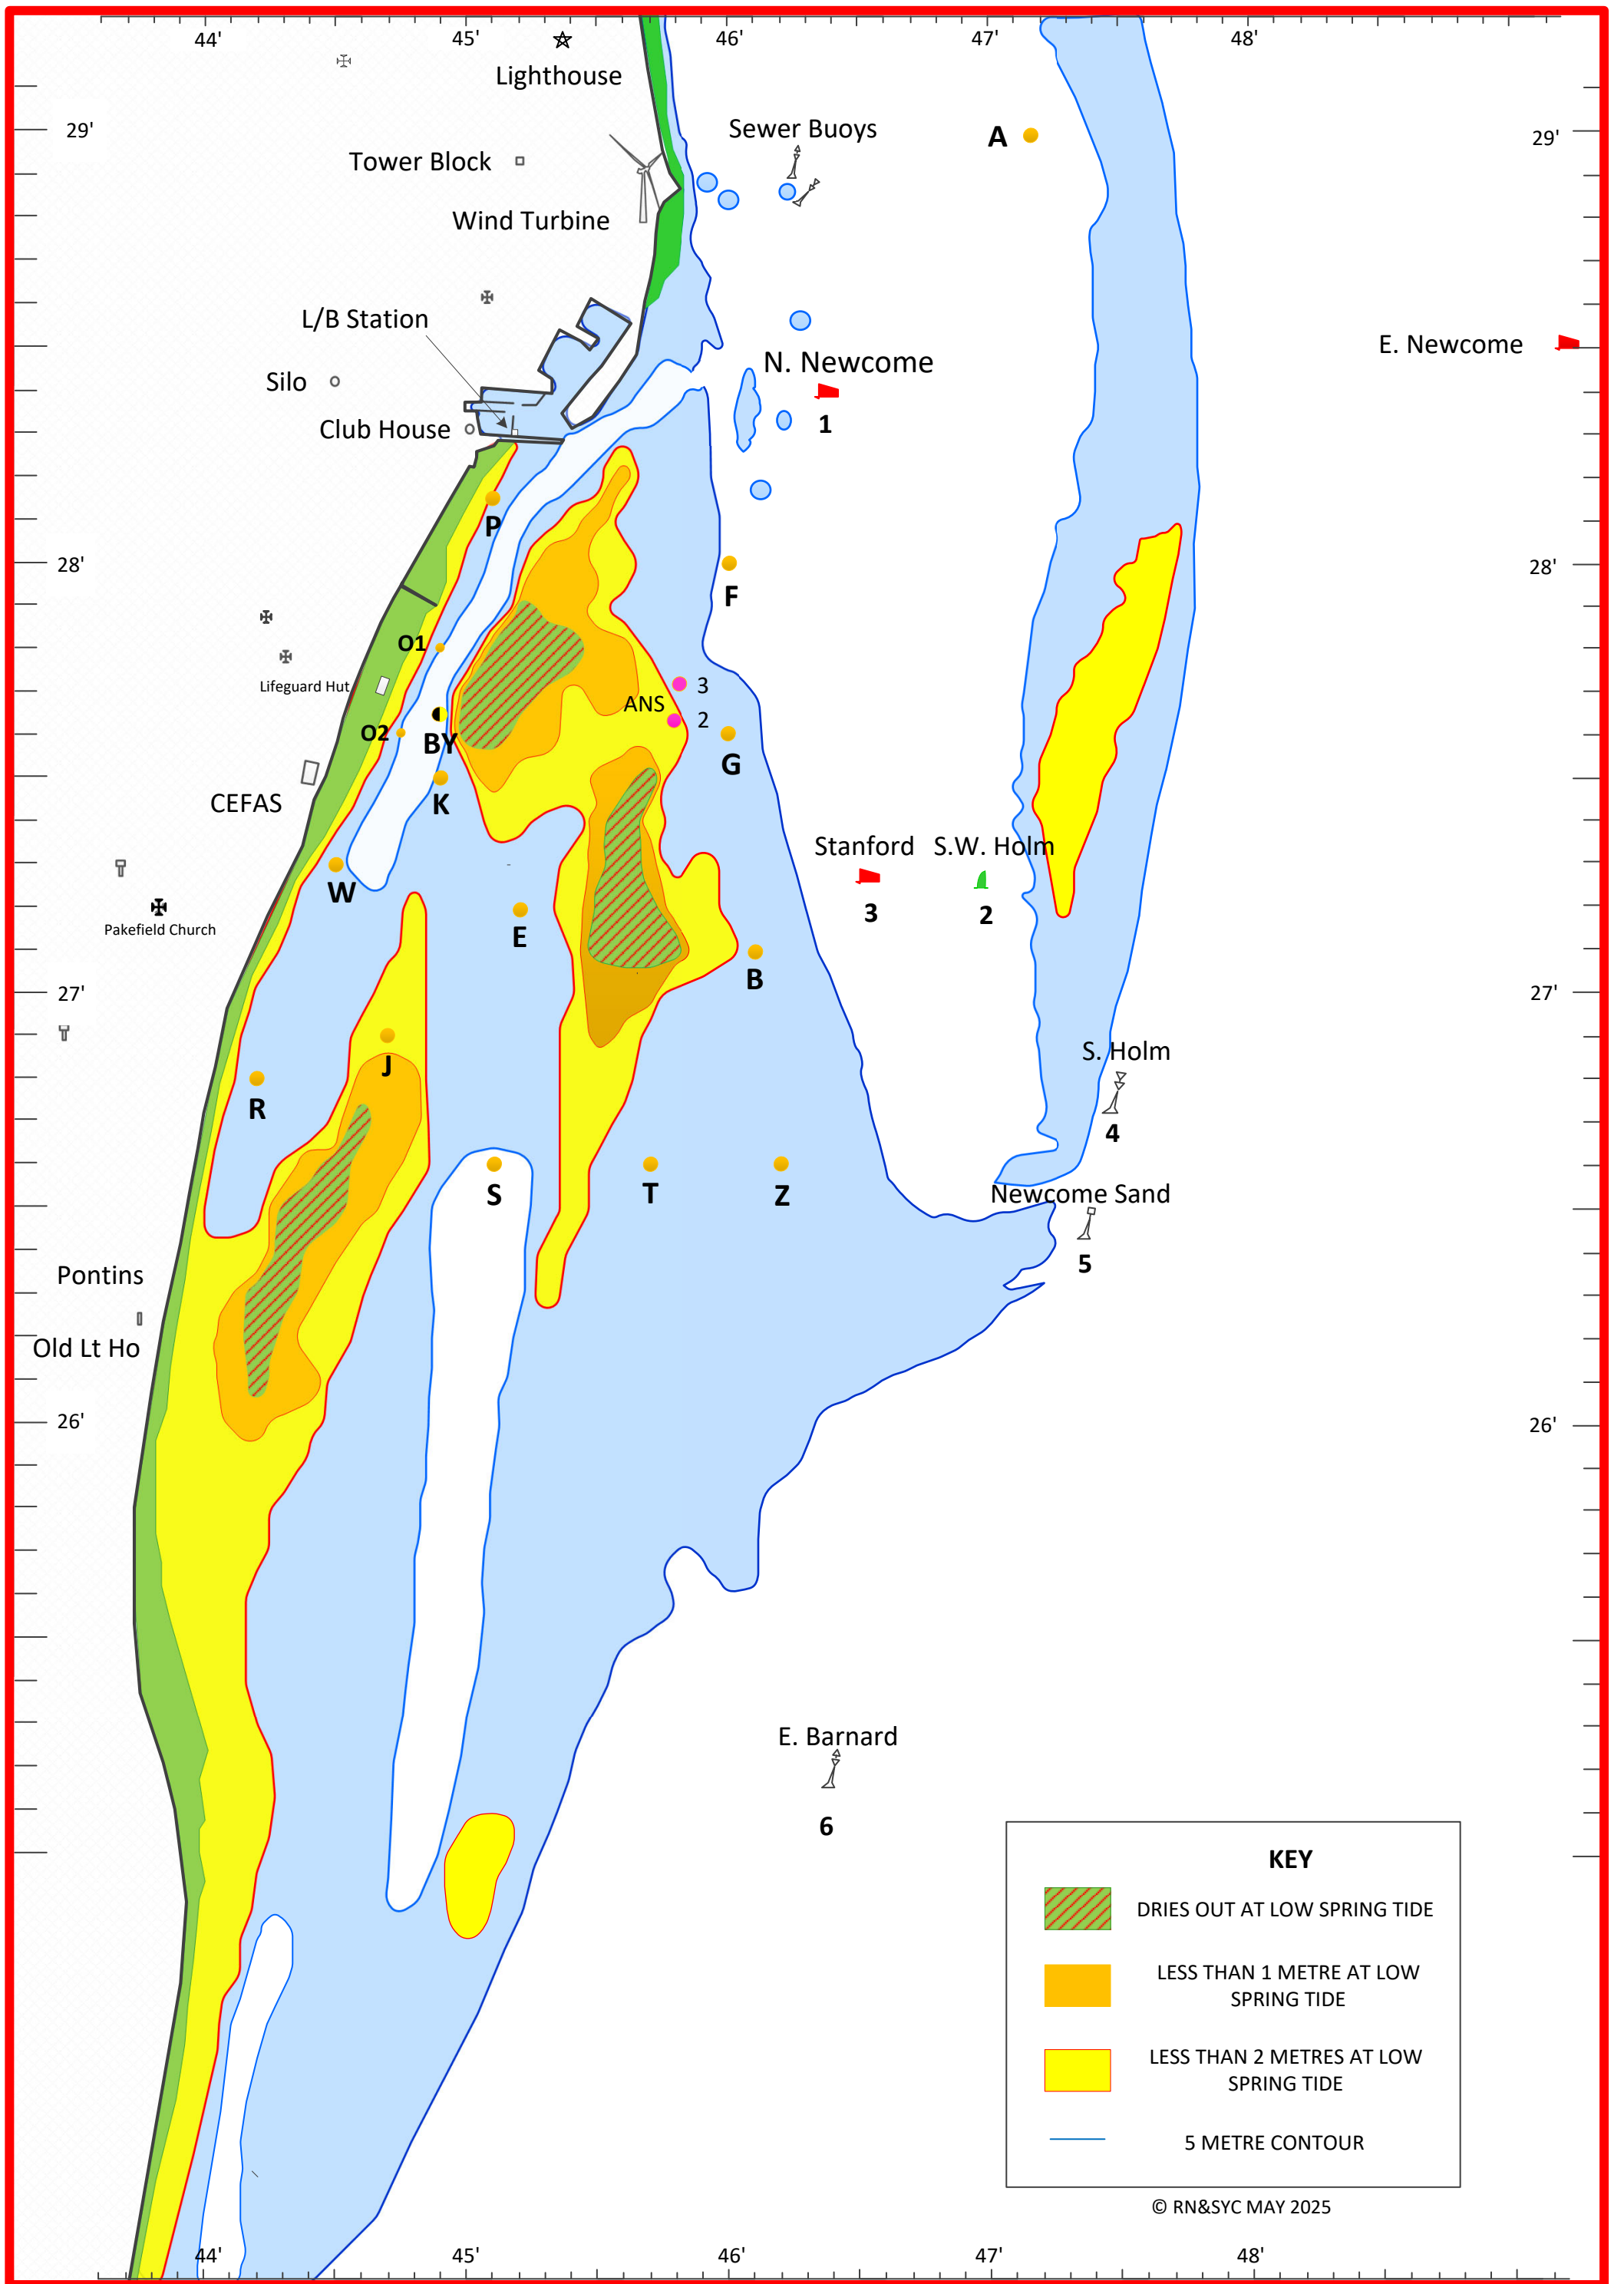 44'
45'
46'
47'
48'
Lighthouse
29'
Sewer Buoys
A
29'
Tower Block
Wind Turbine
L/B Station
E. Newcome
N. Newcome
Silo
1
Club House
P
28'
28'
F
O1
Lifeguard Hut
3
ANS
2
O2
BY
G
K
CEFAS
Stanford
S.W. Holm
W
3
2
Pakefield Church
E
B
27'
27'
S. Holm
J
R
4
S
T
Z
Newcome Sand
5
Pontins
Old Lt Ho
26'
26'
E. Barnard
6
KEY
DRIES OUT AT LOW SPRING TIDE
LESS THAN 1 METRE AT LOW
SPRING TIDE
LESS THAN 2 METRES AT LOW
SPRING TIDE
5 METRE CONTOUR
© RN&SYC MAY 2025
44'
45'
46'
47'
48'